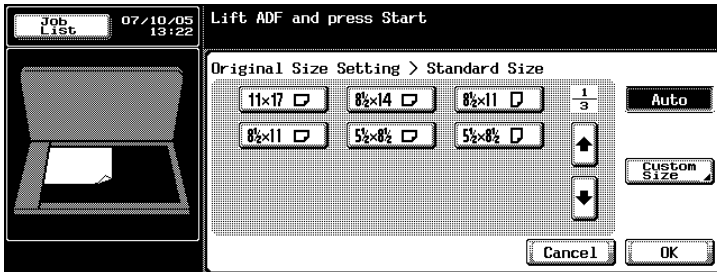 Job List
07/10/05
13:22
Lift ADF and press Start
Original Size Setting > Standard Size
11×17
8½×14
8½×11
1/3
Auto
8½×11
5½×8½
5½×8½
Custom Size
Cancel
OK